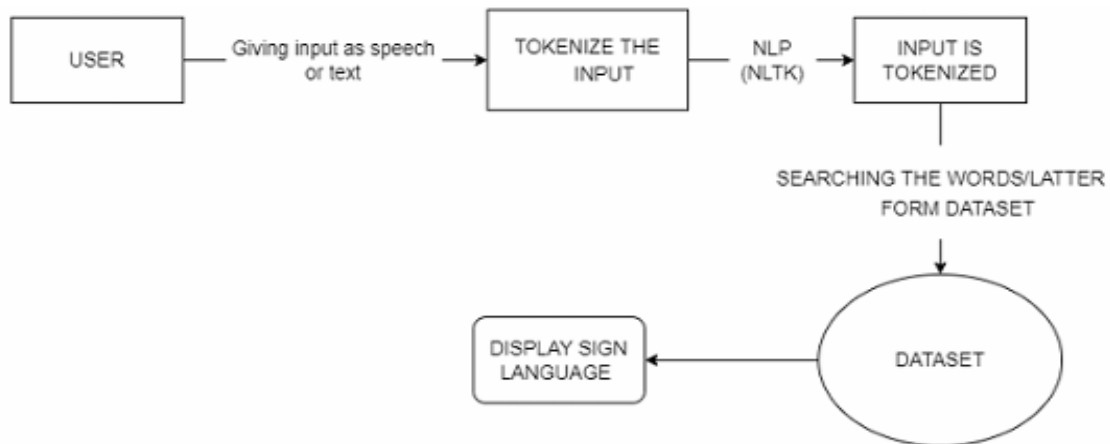 USER
Giving input as speech
or text
TOKENIZE THE
INPUT
NLP
(NLTK)
INPUT IS
TOKENIZED
SEARCHING THE WORDS/LATTER
FORM DATASET
DATASET
DISPLAY SIGN
LANGUAGE